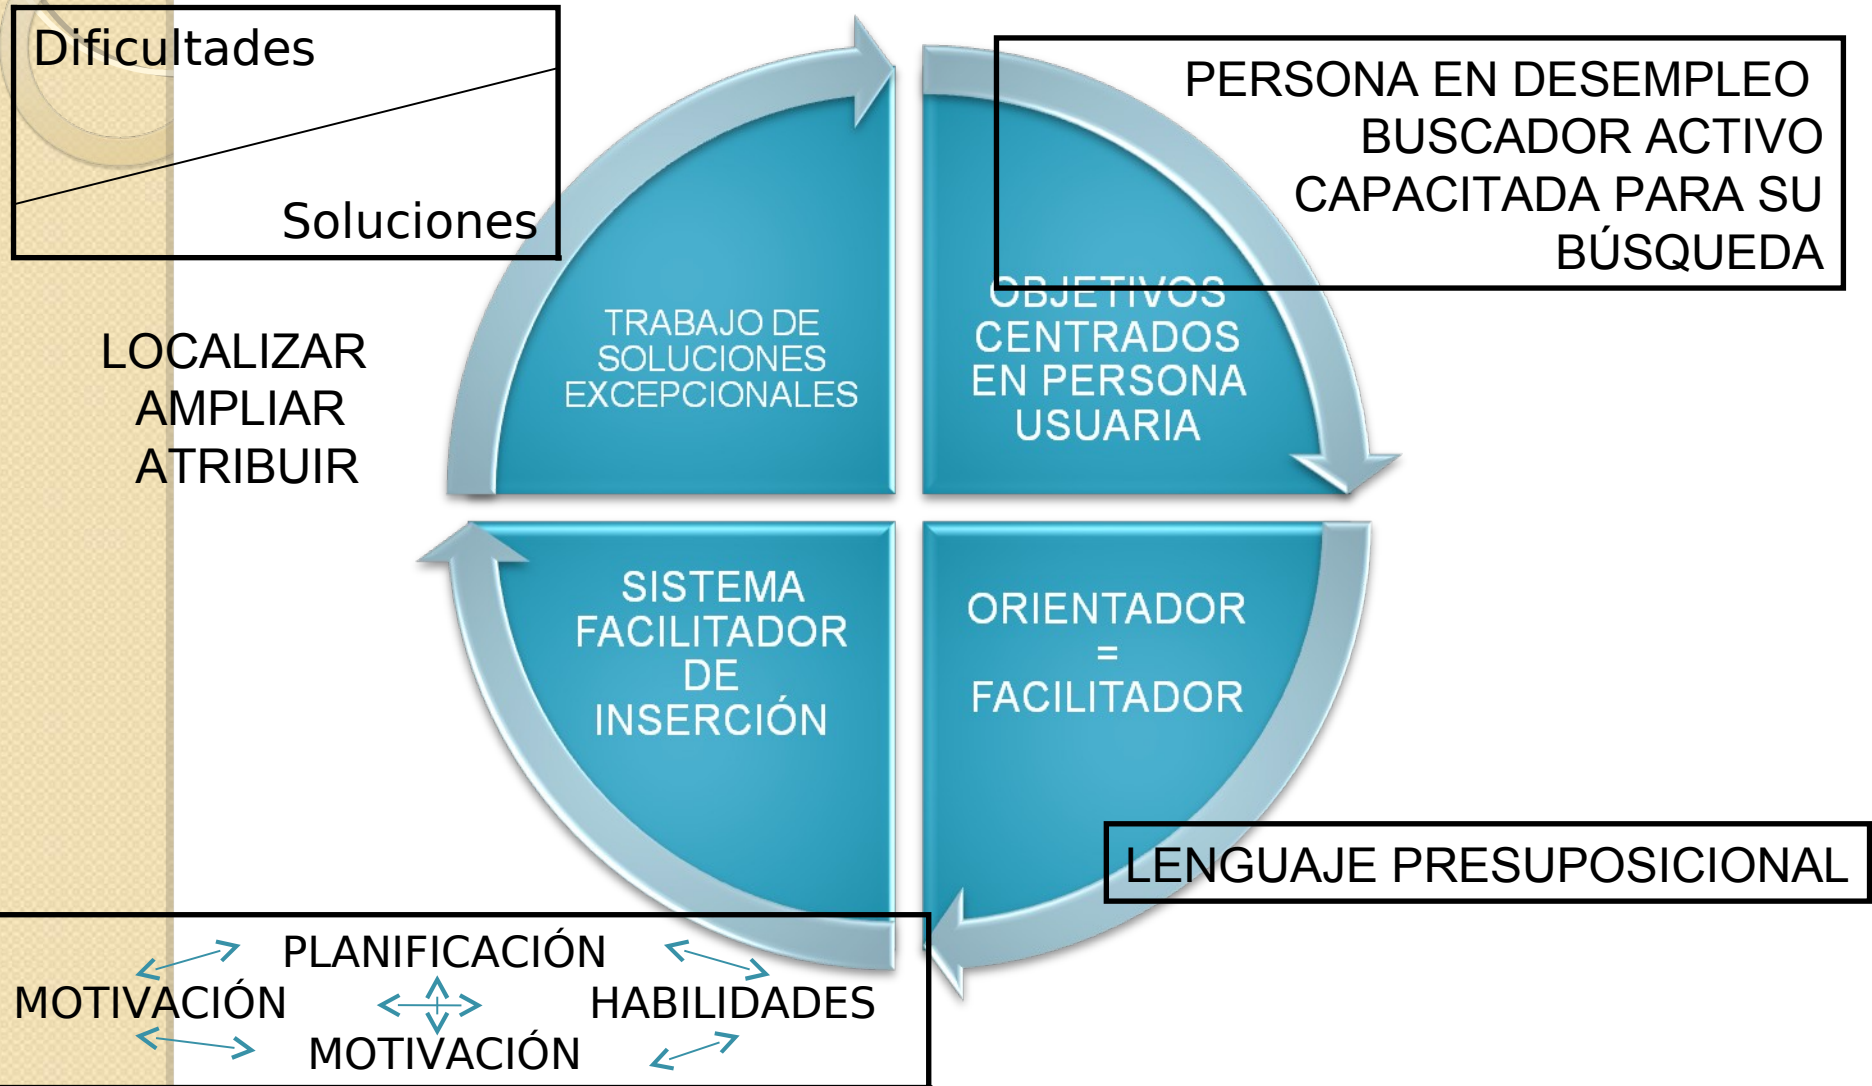 Dificultades
Soluciones
PERSONA EN DESEMPLEO
BUSCADOR ACTIVO
CAPACITADA PARA SU
BÚSQUEDA
LOCALIZAR
AMPLIAR
ATRIBUIR
TRABAJO DE
SOLUCIONES
EXCEPCIONALES
OBJETIVOS
CENTRADOS
EN PERSONA
USUARIA
SISTEMA
FACILITADOR
DE
INSERCIÓN
ORIENTADOR
=
FACILITADOR
LENGUAJE PRESUPOSICIONAL
PLANIFICACIÓN
MOTIVACIÓN HABILIDADES
MOTIVACIÓN